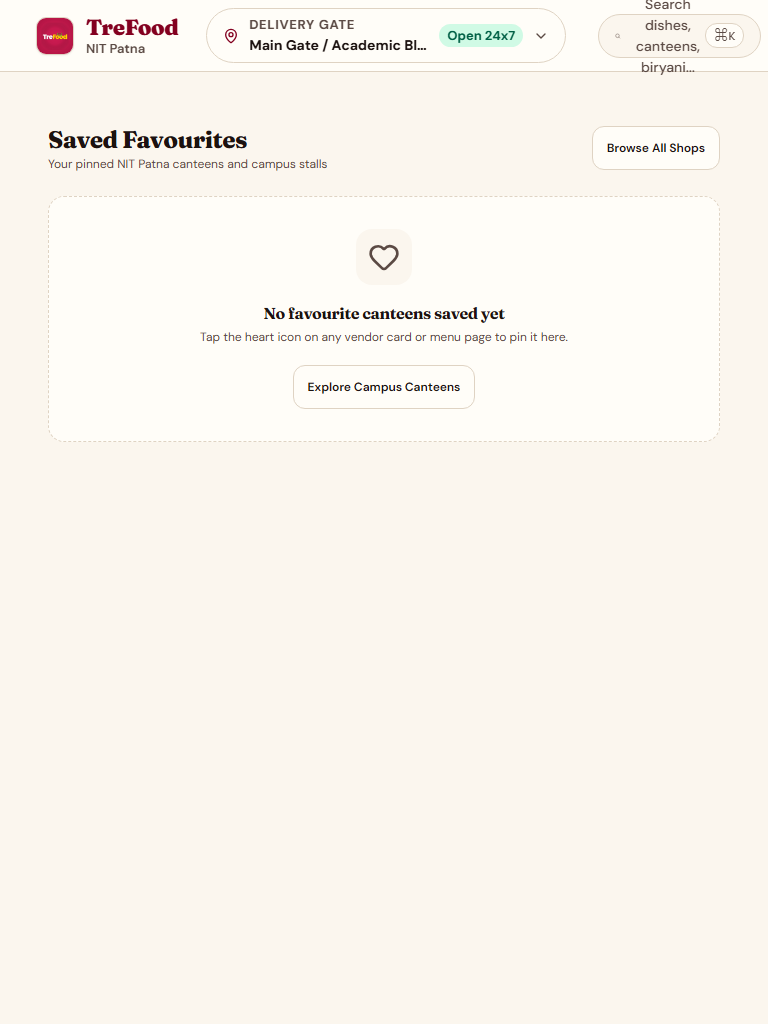 TreFood
TreFood
NIT Patna
DELIVERY GATE
Main Gate / Academic Bl...
Open 24x7
Search
dishes,
canteens,
biryani...
⌘K
Saved Favourites
Your pinned NIT Patna canteens and campus stalls
Browse All Shops
No favourite canteens saved yet
Tap the heart icon on any vendor card or menu page to pin it here.
Explore Campus Canteens